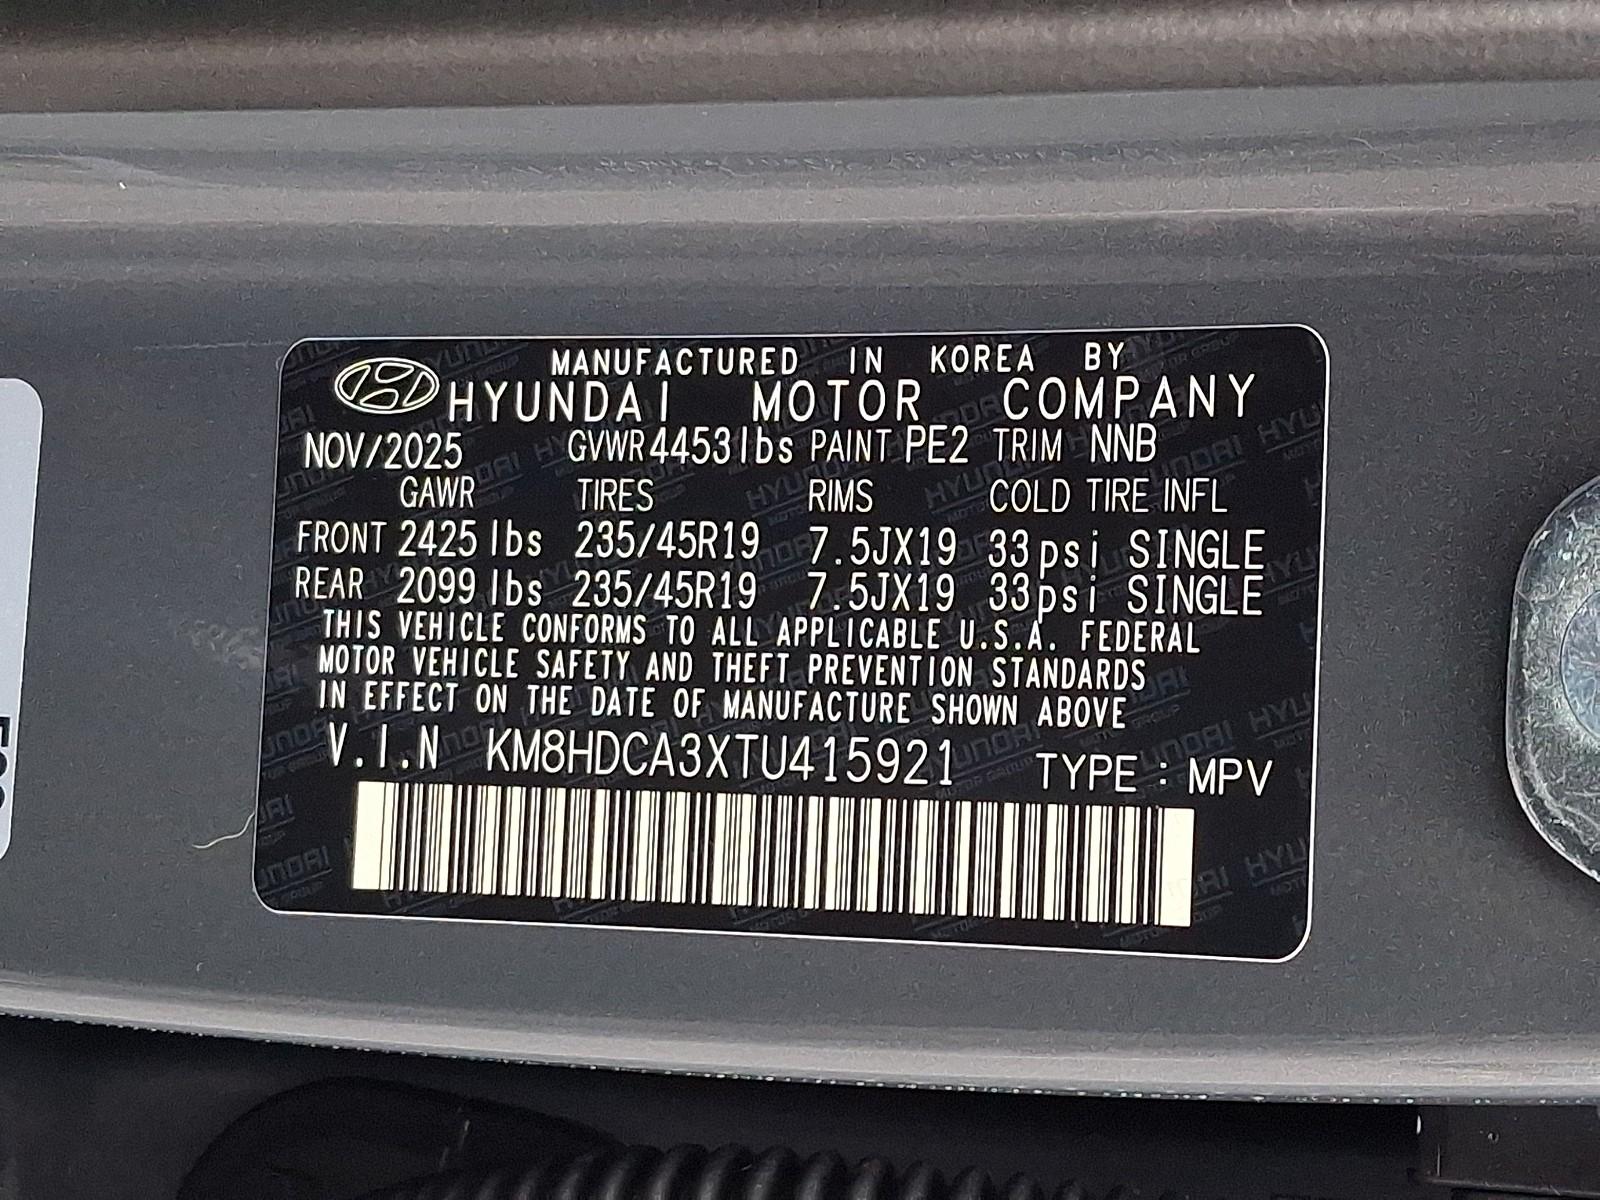 MANUFACTURED IN KOREA BY
HYUNDAI MOTOR COMPANY
NOV/2025 GVWR 4453lbs PAINT PE2 TRIM NNB
GAWR TIRES RIMS COLD TIRE INFL
FRONT 2425 lbs 235/45R19 7.5JX19 33psi SINGLE
REAR 2099 lbs 235/45R19 7.5JX19 33psi SINGLE
THIS VEHICLE CONFORMS TO ALL APPLICABLE U.S.A. FEDERAL
MOTOR VEHICLE SAFETY AND THEFT PREVENTION STANDARDS
IN EFFECT ON THE DATE OF MANUFACTURE SHOWN ABOVE
V.I.N KM8HDCA3XTU415921 TYPE : MPV